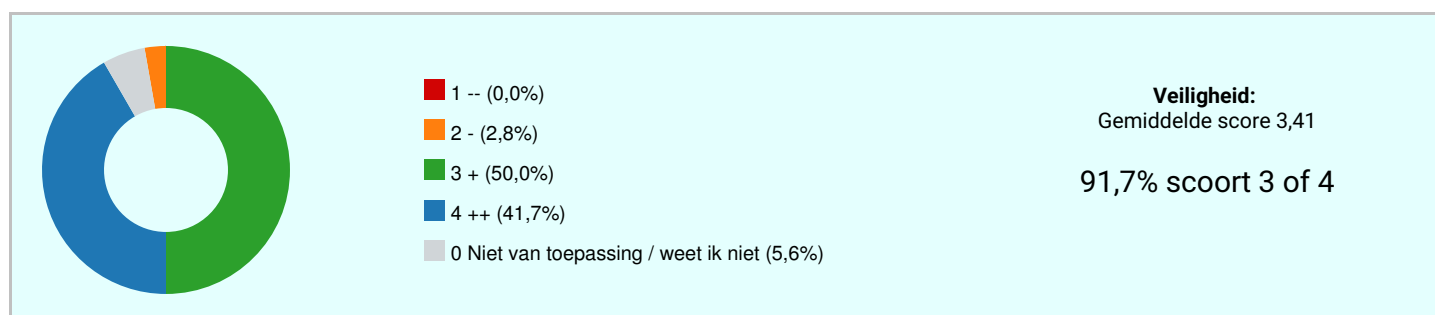 1 -- (0,0%)
2 - (2,8%)
3 + (50,0%)
4 ++ (41,7%)
0 Niet van toepassing / weet ik niet (5,6%)
Veiligheid:
Gemiddelde score 3,41
91,7% scoort 3 of 4